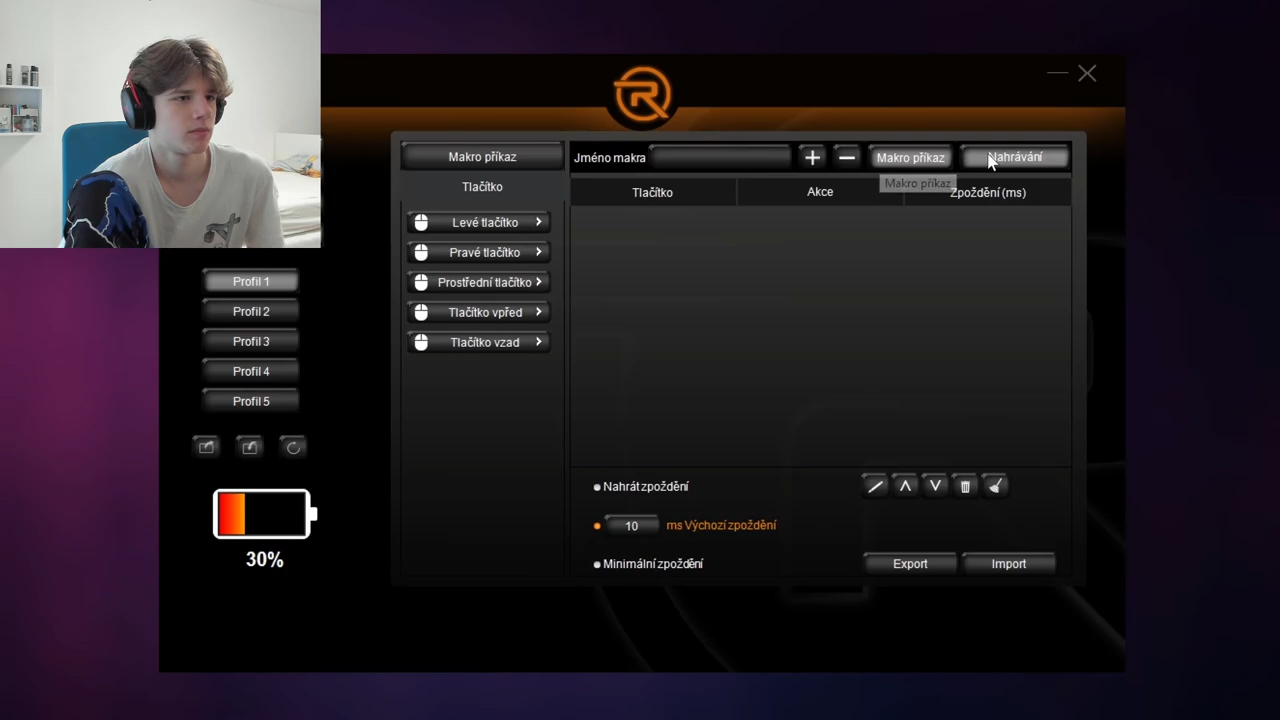 Makro příkaz
Jméno makra
+
−
Makro příkaz
Nahrávání
Makro příkaz
Tlačítko
Tlačítko
Akce
Zpoždění (ms)
Levé tlačítko
Pravé tlačítko
Prostřední tlačítko
Tlačítko vpřed
Tlačítko vzad
Profil 1
Profil 2
Profil 3
Profil 4
Profil 5
30%
Nahrát zpoždění
10 ms Výchozí zpoždění
Minimální zpoždění
Export
Import